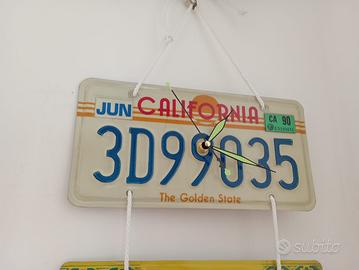 JUN CALIFORNIA CA 90
3D99035
The Golden State
subito